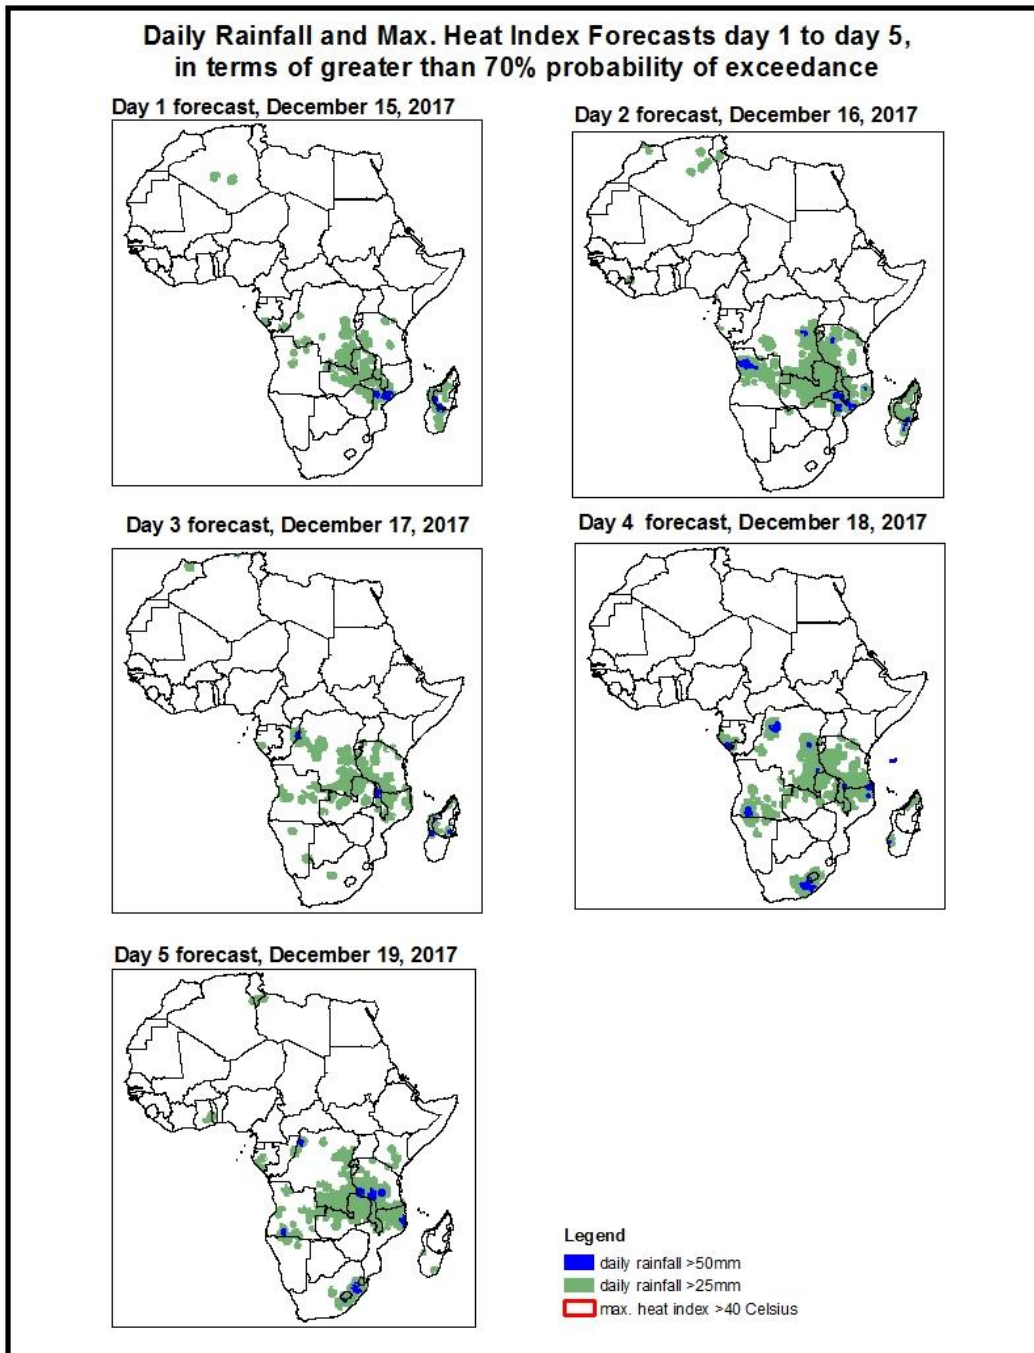 Daily Rainfall and Max. Heat Index Forecasts day 1 to day 5,
in terms of greater than 70% probability of exceedance
Day 1 forecast, December 15, 2017
Day 2 forecast, December 16, 2017
Day 3 forecast, December 17, 2017
Day 4 forecast, December 18, 2017
Day 5 forecast, December 19, 2017
Legend
daily rainfall >50mm
daily rainfall >25mm
max. heat index >40 Celsius